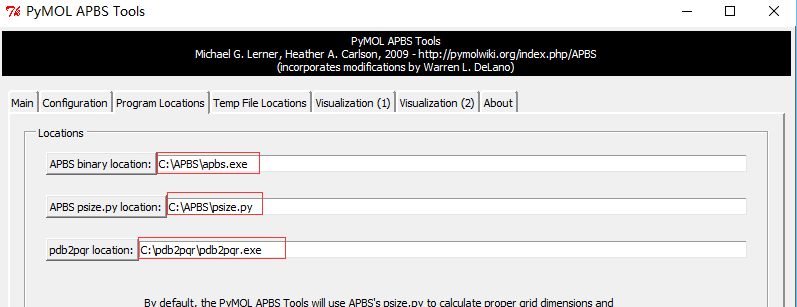 PyMOL APBS Tools
PyMOL APBS Tools
Michael G. Lerner, Heather A. Carlson, 2009 - http://pymolwiki.org/index.php/APBS
(incorporates modifications by Warren L. DeLano)
Main Configuration Program Locations Temp File Locations Visualization (1) Visualization (2) About
Locations
APBS binary location: C:\APBS\apbs.exe
APBS psize.py location: C:\APBS\psize.py
pdb2pqr location: C:\pdb2pqr\pdb2pqr.exe
By default, the PyMOL APBS Tools will use APBS's psize.py to calculate proper grid dimensions and